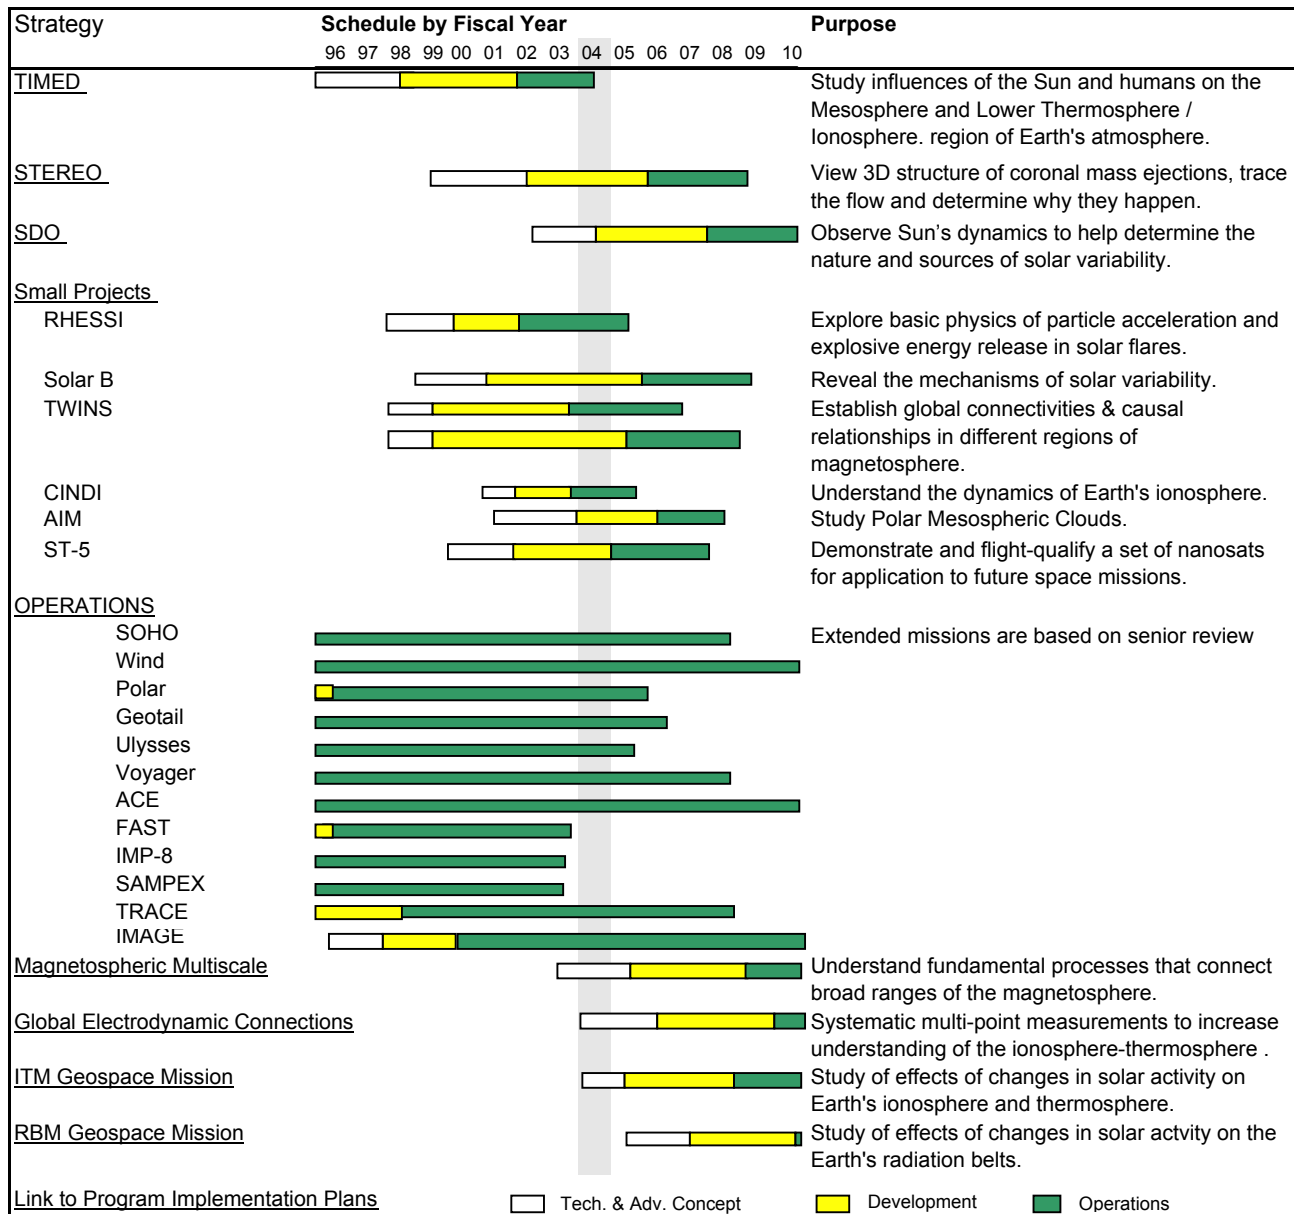 Strategy Schedule by Fiscal Year Purpose
96 97 98 99 00 01 02 03 04 05 06 07 08 09 10
TIMED Study influences of the Sun and humans on the
Mesosphere and Lower Thermosphere /
Ionosphere. region of Earth's atmosphere.
STEREO View 3D structure of coronal mass ejections, trace
the flow and determine why they happen.
SDO Observe Sun’s dynamics to help determine the
nature and sources of solar variability.
Small Projects
RHESSI Explore basic physics of particle acceleration and
explosive energy release in solar flares.
Solar B Reveal the mechanisms of solar variability.
TWINS Establish global connectivities & causal
relationships in different regions of
magnetosphere.
CINDI Understand the dynamics of Earth's ionosphere.
AIM Study Polar Mesospheric Clouds.
ST-5 Demonstrate and flight-qualify a set of nanosats
for application to future space missions.
OPERATIONS
SOHO Extended missions are based on senior review
Wind
Polar
Geotail
Ulysses
Voyager
ACE
FAST
IMP-8
SAMPEX
TRACE
IMAGE
Magnetospheric Multiscale Understand fundamental processes that connect
broad ranges of the magnetosphere.
Global Electrodynamic Connections Systematic multi-point measurements to increase
understanding of the ionosphere-thermosphere .
ITM Geospace Mission Study of effects of changes in solar activity on
Earth's ionosphere and thermosphere.
RBM Geospace Mission Study of effects of changes in solar actvity on the
Earth's radiation belts.
Link to Program Implementation Plans Tech. & Adv. Concept Development Operations